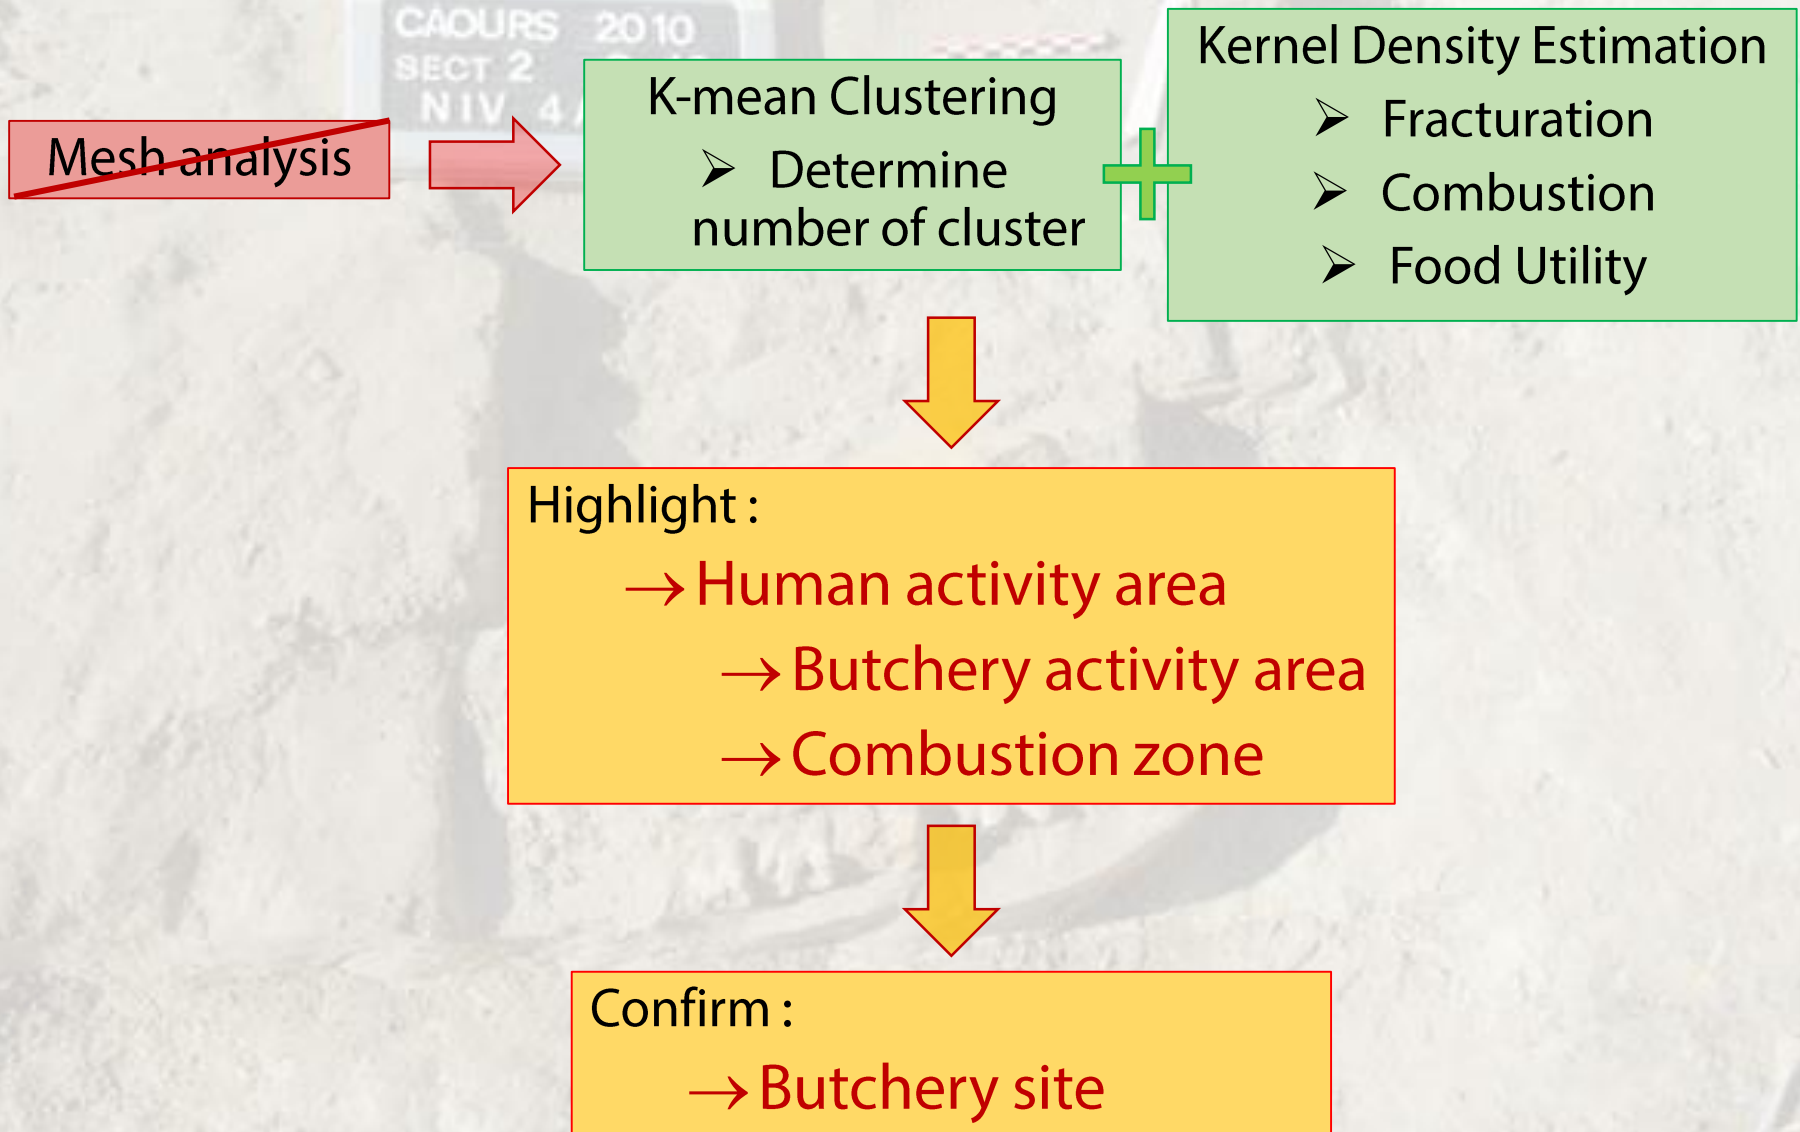 CAOURS 2010
SECT 2
NIV 4
Mesh analysis
K-mean Clustering
➢ Determine
number of cluster
Kernel Density Estimation
➢ Fracturation
➢ Combustion
➢ Food Utility
Highlight :
→ Human activity area
→ Butchery activity area
→ Combustion zone
Confirm :
→ Butchery site